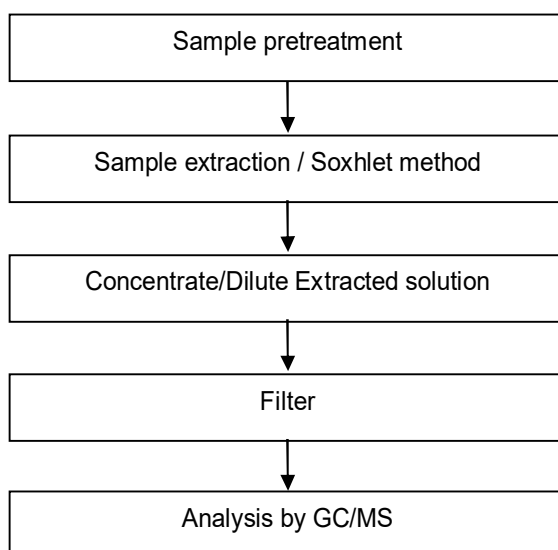 Sample pretreatment
Sample extraction / Soxhlet method
Concentrate/Dilute Extracted solution
Filter
Analysis by GC/MS